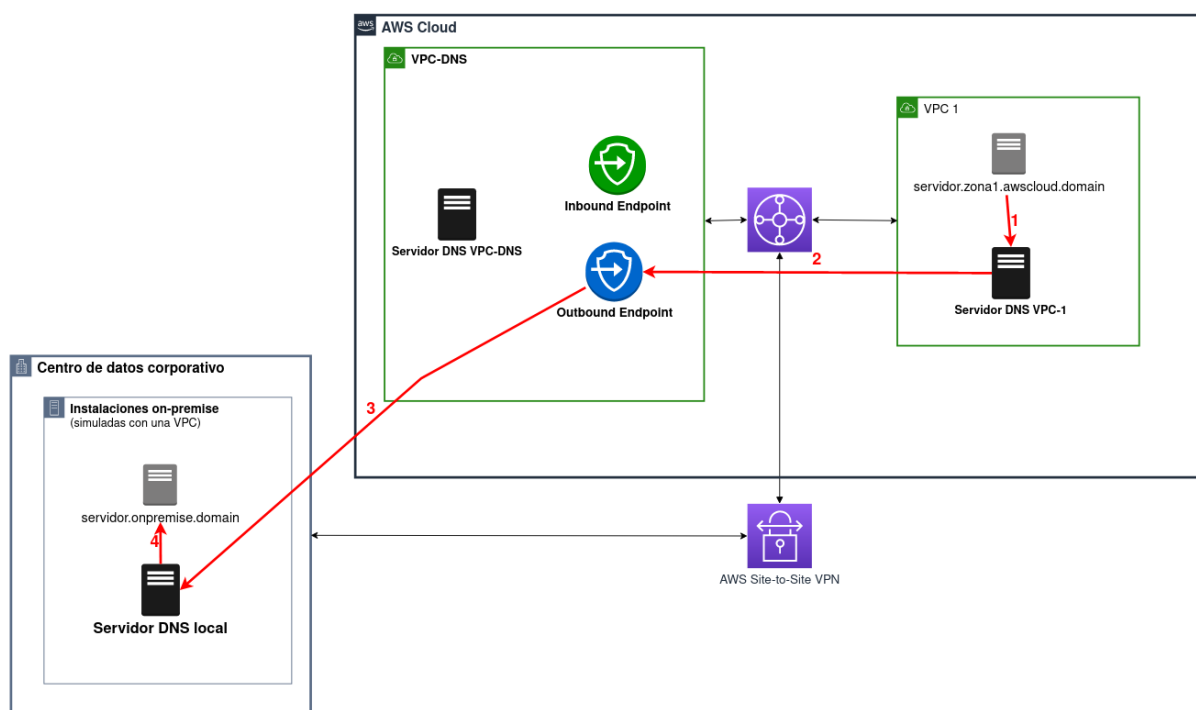 aws
AWS Cloud
VPC-DNS
VPC 1
Inbound Endpoint
servidor.zona1.awscloud.domain
1
Servidor DNS VPC-DNS
2
Outbound Endpoint
Servidor DNS VPC-1
Centro de datos corporativo
3
Instalaciones on-premise
(simuladas con una VPC)
servidor.onpremise.domain
4
AWS Site-to-Site VPN
Servidor DNS local